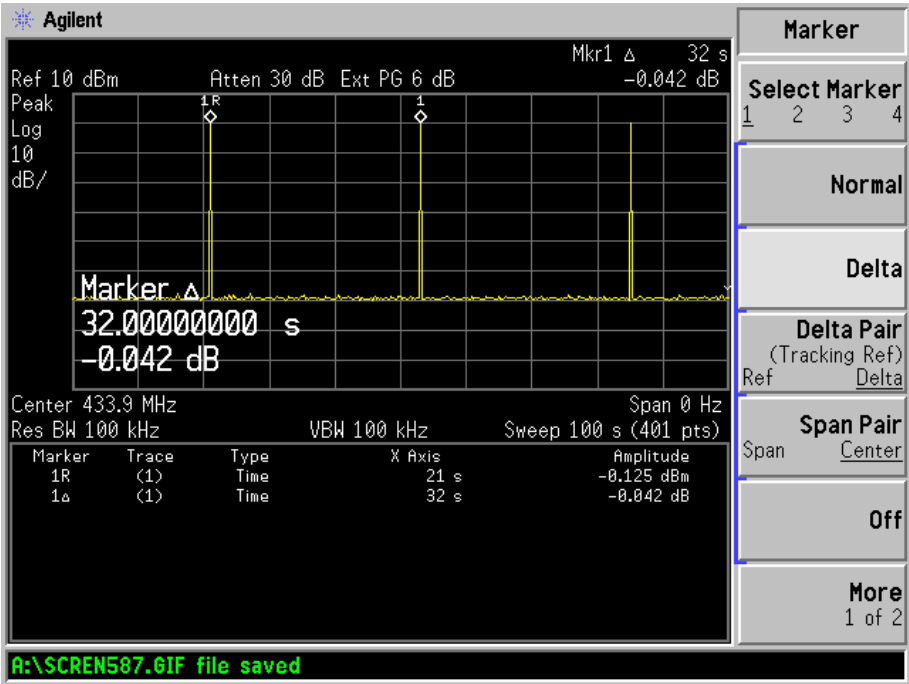 Agilent
Marker
Mkr1 Δ 32 s
Ref 10 dBm Atten 30 dB Ext PG 6 dB -0.042 dB
Peak
Log
10
dB/
1R 1
Marker Δ
32.00000000 s
-0.042 dB
Center 433.9 MHz Span 0 Hz
Res BW 100 kHz VBW 100 kHz Sweep 100 s (401 pts)
Marker Trace Type X Axis Amplitude
1R (1) Time 21 s -0.125 dBm
1Δ (1) Time 32 s -0.042 dB
Select Marker
1 2 3 4
Normal
Delta
Delta Pair
(Tracking Ref)
Ref Delta
Span Pair
Span Center
Off
More
1 of 2
A:\SCREN587.GIF file saved